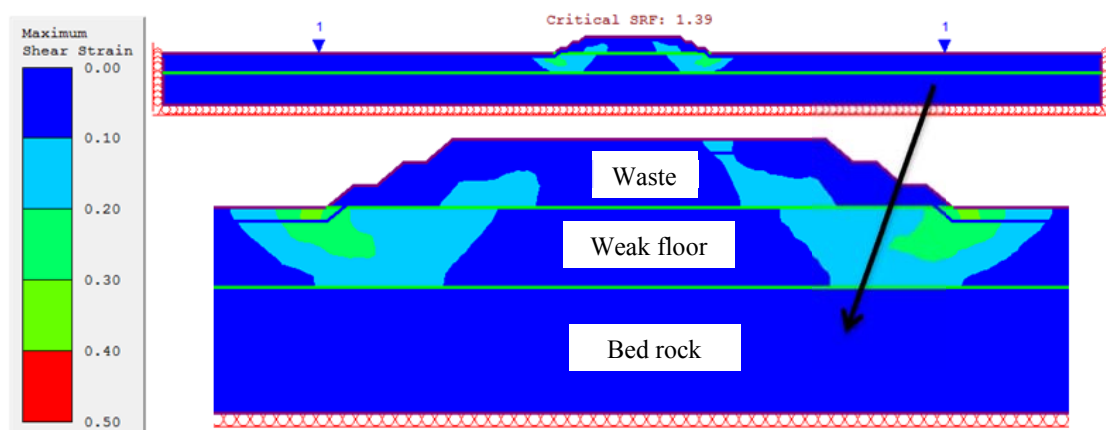 Critical SRF: 1.39
Maximum
Shear Strain
0.00
0.10
0.20
0.30
0.40
0.50
1
1
Waste
Weak floor
Bed rock